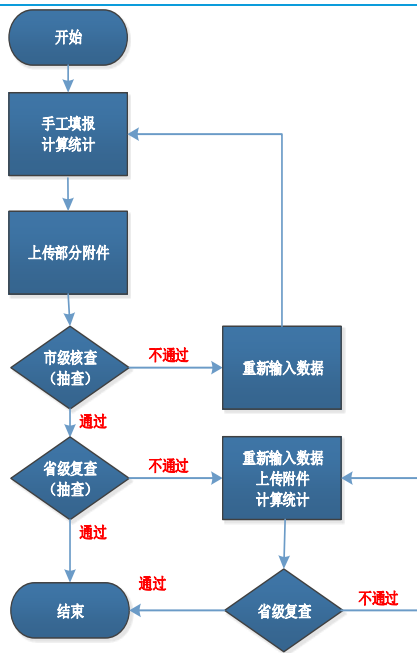 开始
手工填报
计算统计
上传部分附件
市级核查
（抽查）
不通过
重新输入数据
通过
省级复查
（抽查）
不通过
重新输入数据
上传附件
计算统计
通过
通过
结束
省级复查
不通过